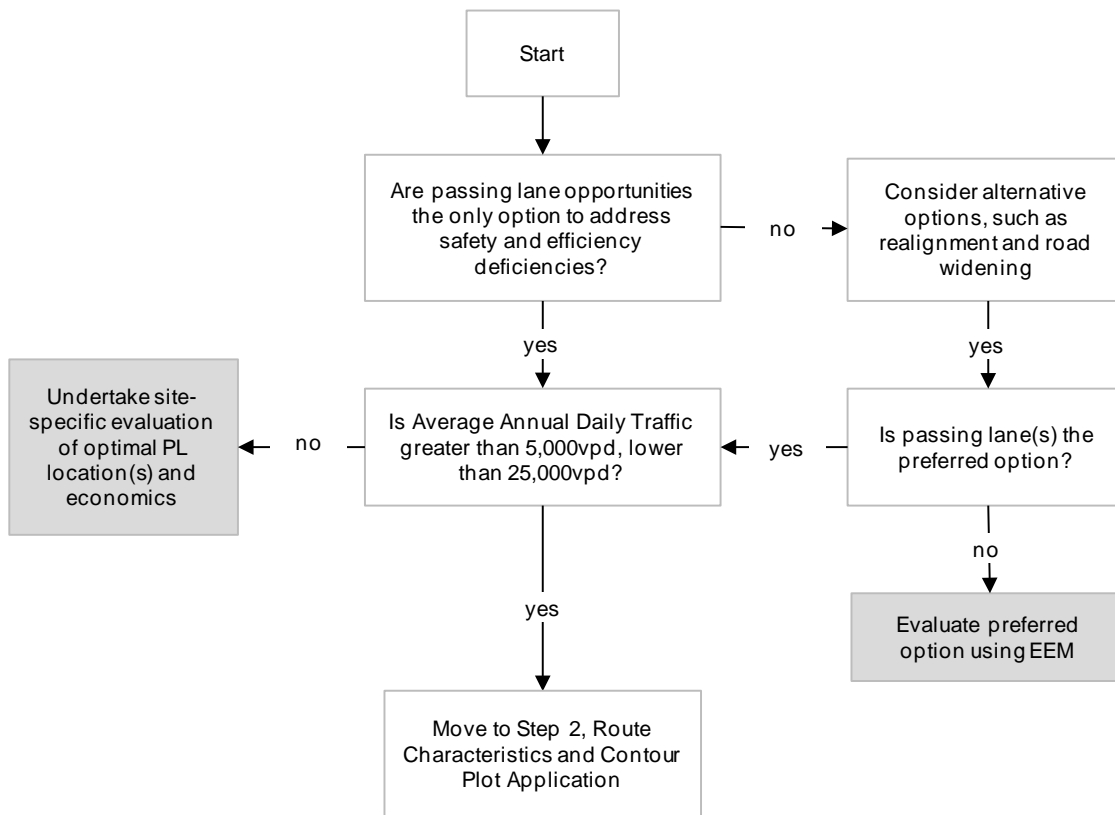 Start
Are passing lane opportunities
the only option to address
safety and efficiency
deficiencies?
no
Consider alternative
options, such as
realignment and road
widening
yes
yes
Undertake site-
specific evaluation
of optimal PL
location(s) and
economics
no
Is Average Annual Daily Traffic
greater than 5,000vpd, lower
than 25,000vpd?
yes
Is passing lane(s) the
preferred option?
no
yes
Evaluate preferred
option using EEM
Move to Step 2, Route
Characteristics and Contour
Plot Application